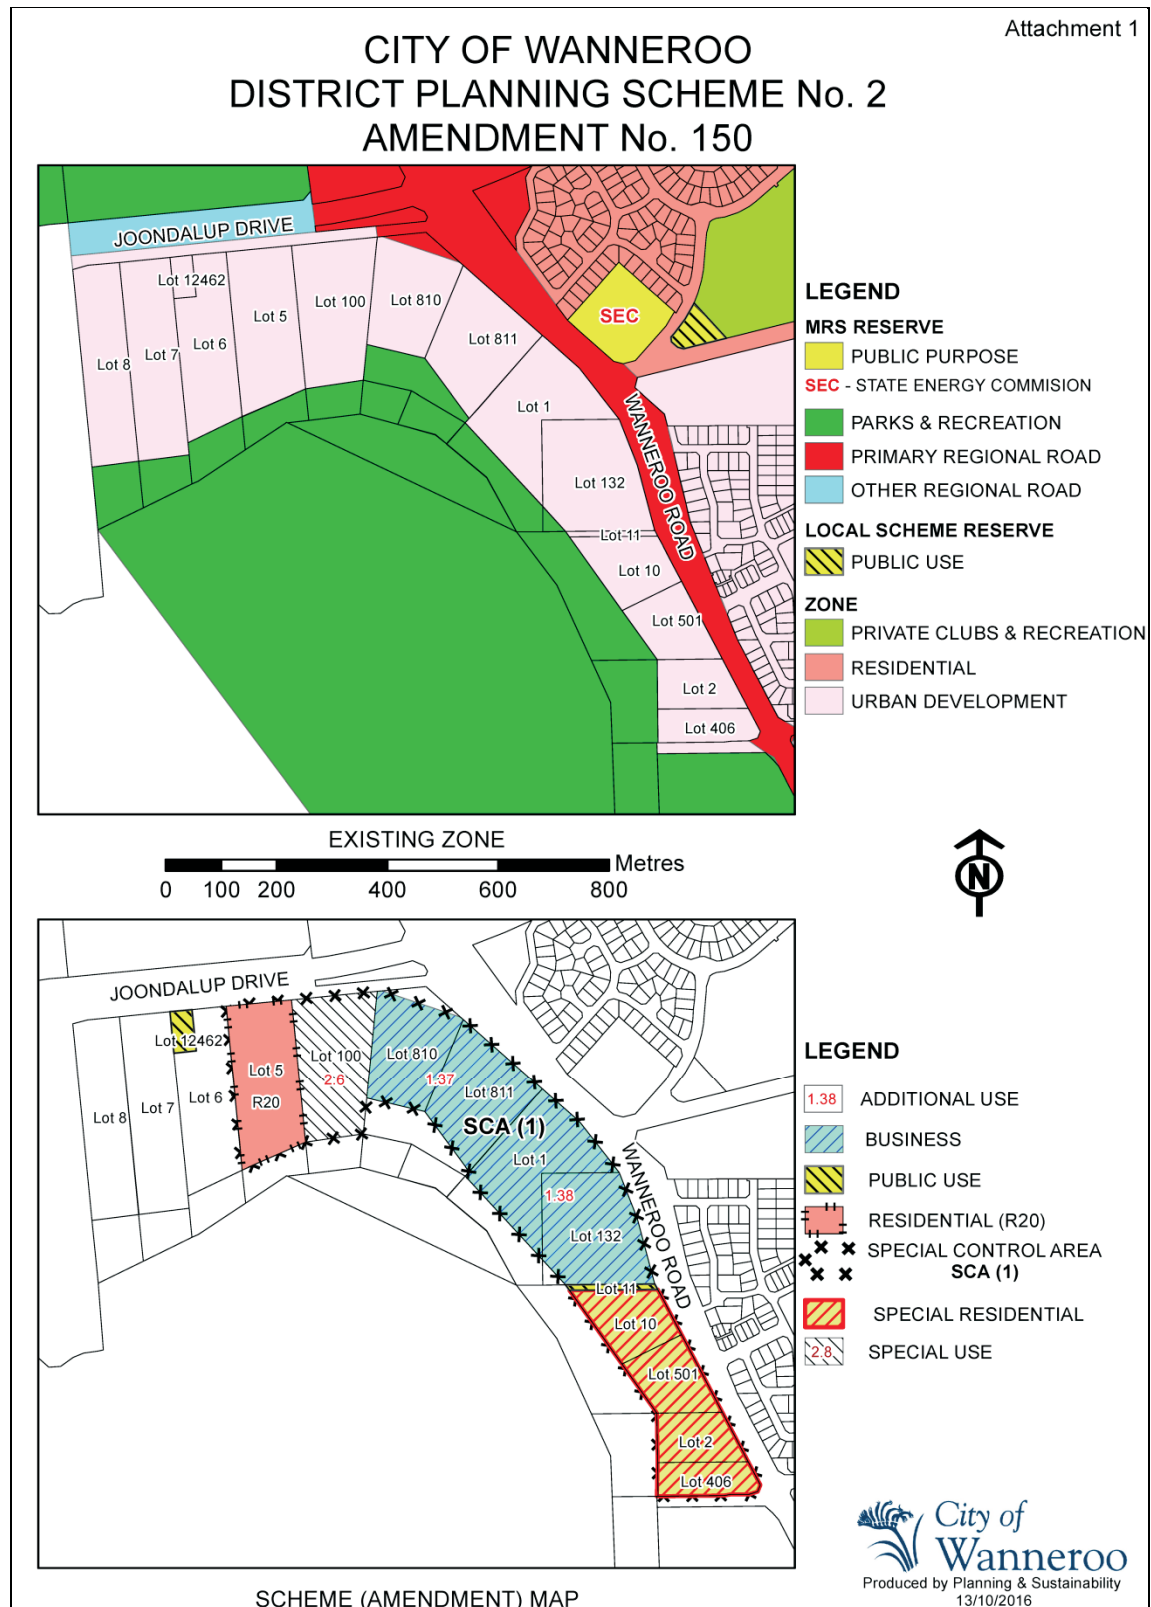 Attachment 1
CITY OF WANNEROO
DISTRICT PLANNING SCHEME No. 2
AMENDMENT No. 150
JOONDALUP DRIVE
Lot 12462
Lot 8
Lot 7
Lot 6
Lot 5
Lot 100
Lot 810
Lot 811
SEC
Lot 1
WANNEROO ROAD
Lot 132
Lot 11
Lot 10
Lot 501
Lot 2
Lot 406
LEGEND
MRS RESERVE
PUBLIC PURPOSE
SEC - STATE ENERGY COMMISION
PARKS & RECREATION
PRIMARY REGIONAL ROAD
OTHER REGIONAL ROAD
LOCAL SCHEME RESERVE
PUBLIC USE
ZONE
PRIVATE CLUBS & RECREATION
RESIDENTIAL
URBAN DEVELOPMENT
EXISTING ZONE
Metres
0 100 200 400 600 800
N
JOONDALUP DRIVE
Lot 12462
Lot 8
Lot 7
Lot 6
Lot 5
R20
Lot 100
2.6
Lot 810
1.37
Lot 811
SCA (1)
Lot 1
1.38
Lot 132
WANNEROO ROAD
Lot 11
Lot 10
Lot 501
Lot 2
Lot 406
LEGEND
1.38 ADDITIONAL USE
BUSINESS
PUBLIC USE
RESIDENTIAL (R20)
SPECIAL CONTROL AREA
SCA (1)
SPECIAL RESIDENTIAL
2.8 SPECIAL USE
City of
Wanneroo
Produced by Planning & Sustainability
13/10/2016
SCHEME (AMENDMENT) MAP